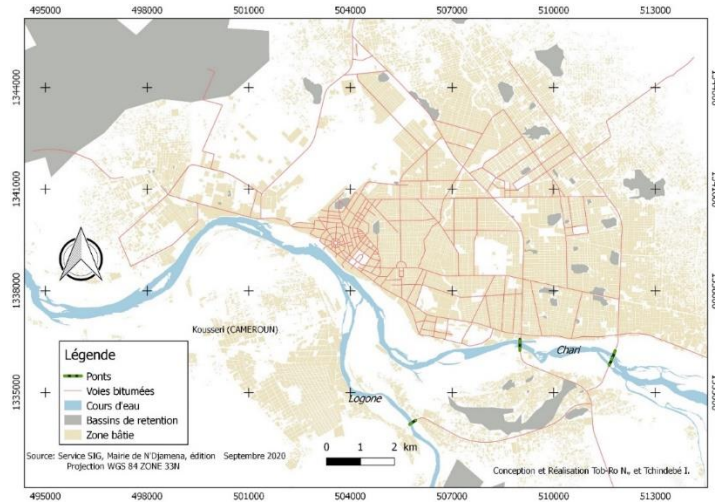 495000 498000 501000 504000 507000 510000 513000
1344000
1341000
1338000
1335000
Kousseri (CAMEROUN)
Chari
Logone
Légende
Ponts
Voies bitumées
Cours d'eau
Bassins de retention
Zone bâtie
0 1 2 km
Source: Service SIG, Mairie de N'Djamena, édition Septembre 2020
Projection WGS 84 ZONE 33N
Conception et Réalisation Tob-Ro N., et Tchindebé I.
495000 498000 501000 504000 507000 510000 513000